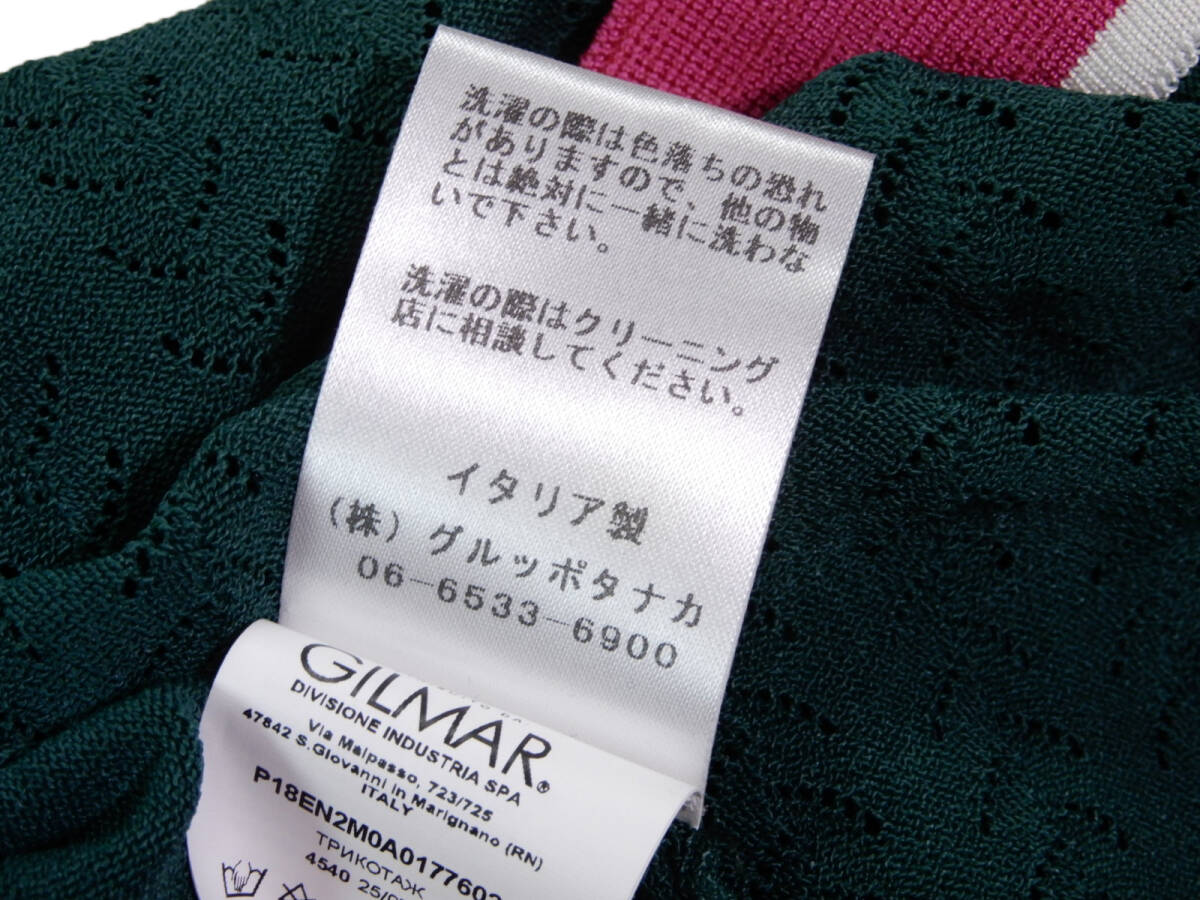 洗濯の際は色落ちの恐れ
がありますので、他の物
とは絶対に一緒に洗わな
いで下さい。
洗濯の際はクリーニング
店に相談してください。
イタリア製
(株) グルッポタナカ
06-6533-6900
GILMAR®
DIVISIONE INDUSTRIA SPA
Via Malpasso, 723/725
47842 S.Giovanni in Marignano (RN)
ITALY
P18EN2M0A0177602
ТРИКОТАЖ
4540